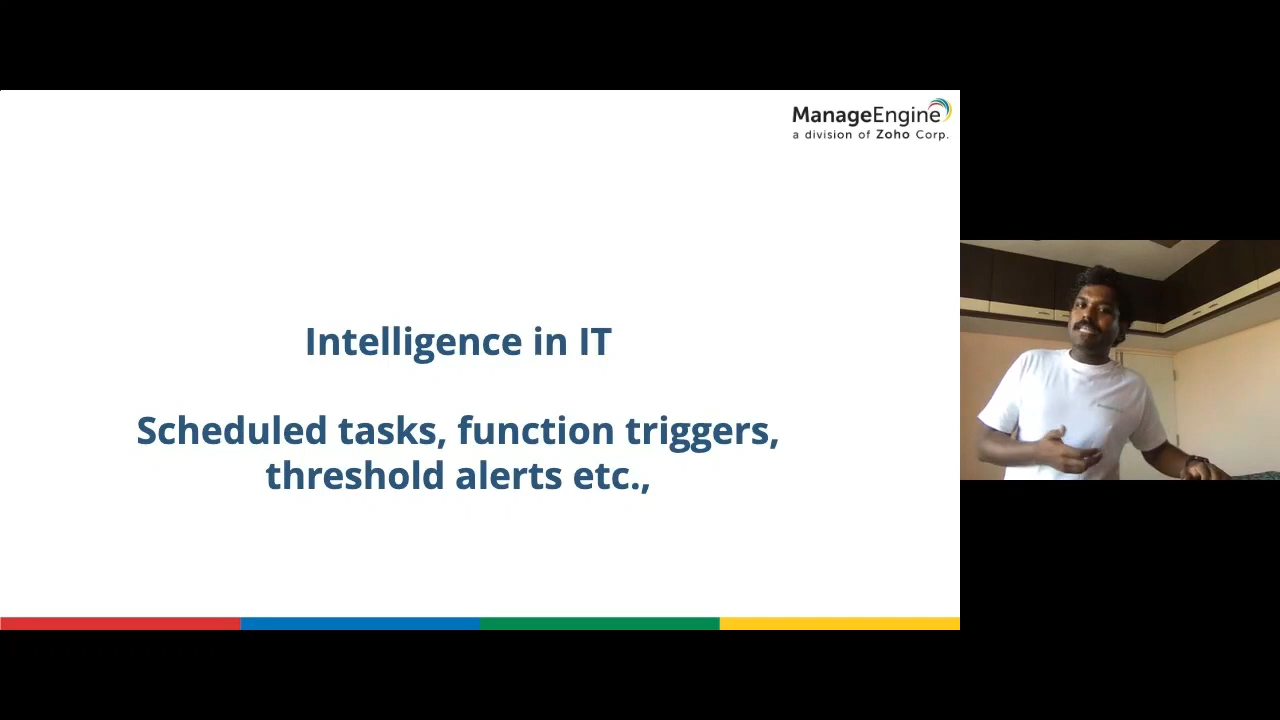 ManageEngine
a division of Zoho Corp.
Intelligence in IT
Scheduled tasks, function triggers,
threshold alerts etc.,